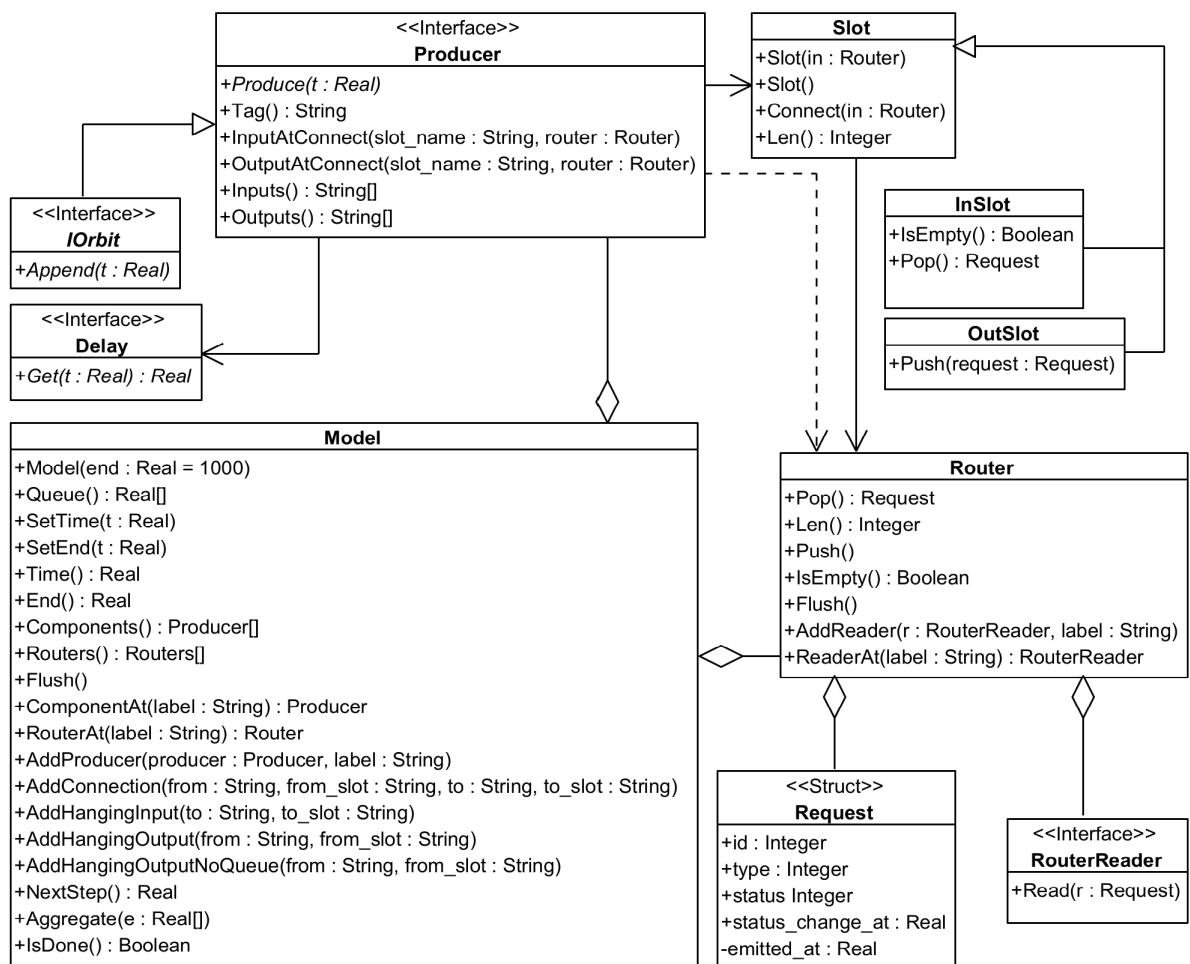 <<Interface>>
Producer
+Produce(t : Real)
+Tag() : String
+InputAtConnect(slot_name : String, router : Router)
+OutputAtConnect(slot_name : String, router : Router)
+Inputs() : String[]
+Outputs() : String[]
Slot
+Slot(in : Router)
+Slot()
+Connect(in : Router)
+Len() : Integer
<<Interface>>
IOrbit
+Append(t : Real)
InSlot
+IsEmpty() : Boolean
+Pop() : Request
<<Interface>>
Delay
+Get(t : Real) : Real
OutSlot
+Push(request : Request)
Model
+Model(end : Real = 1000)
+Queue() : Real[]
+SetTime(t : Real)
+SetEnd(t : Real)
+Time() : Real
+End() : Real
+Components() : Producer[]
+Routers() : Routers[]
+Flush()
+ComponentAt(label : String) : Producer
+RouterAt(label : String) : Router
+AddProducer(producer : Producer, label : String)
+AddConnection(from : String, from_slot : String, to : String, to_slot : String)
+AddHangingInput(to : String, to_slot : String)
+AddHangingOutput(from : String, from_slot : String)
+AddHangingOutputNoQueue(from : String, from_slot : String)
+NextStep() : Real
+Aggregate(e : Real[])
+IsDone() : Boolean
Router
+Pop() : Request
+Len() : Integer
+Push()
+IsEmpty() : Boolean
+Flush()
+AddReader(r : RouterReader, label : String)
+ReaderAt(label : String) : RouterReader
<<Struct>>
Request
+id : Integer
+type : Integer
+status Integer
+status_change_at : Real
-emitted_at : Real
<<Interface>>
RouterReader
+Read(r : Request)